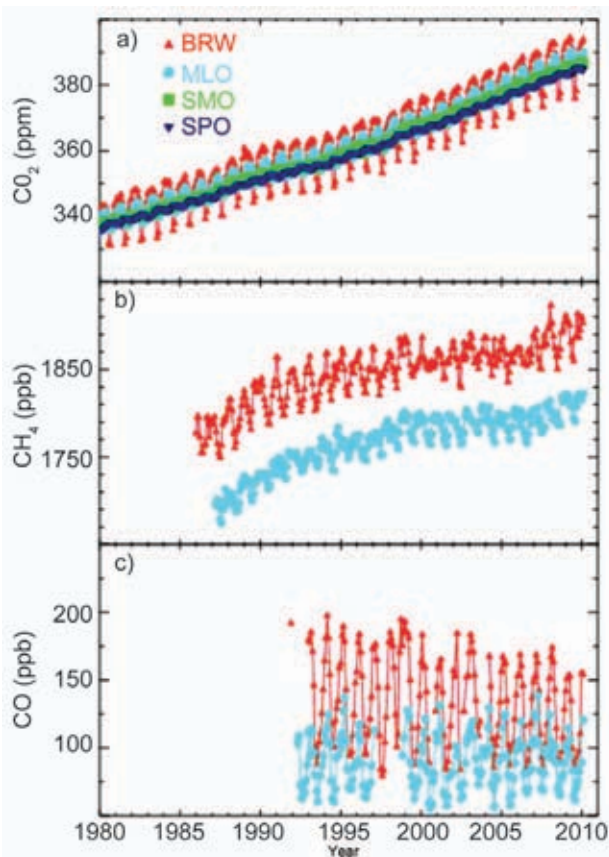 a)
BRW
MLO
SMO
SPO
380
360
340
C0₂ (ppm)
b)
1850
1750
CH₄ (ppb)
c)
200
150
100
CO (ppb)
1980 1985 1990 1995 2000 2005 2010
Year